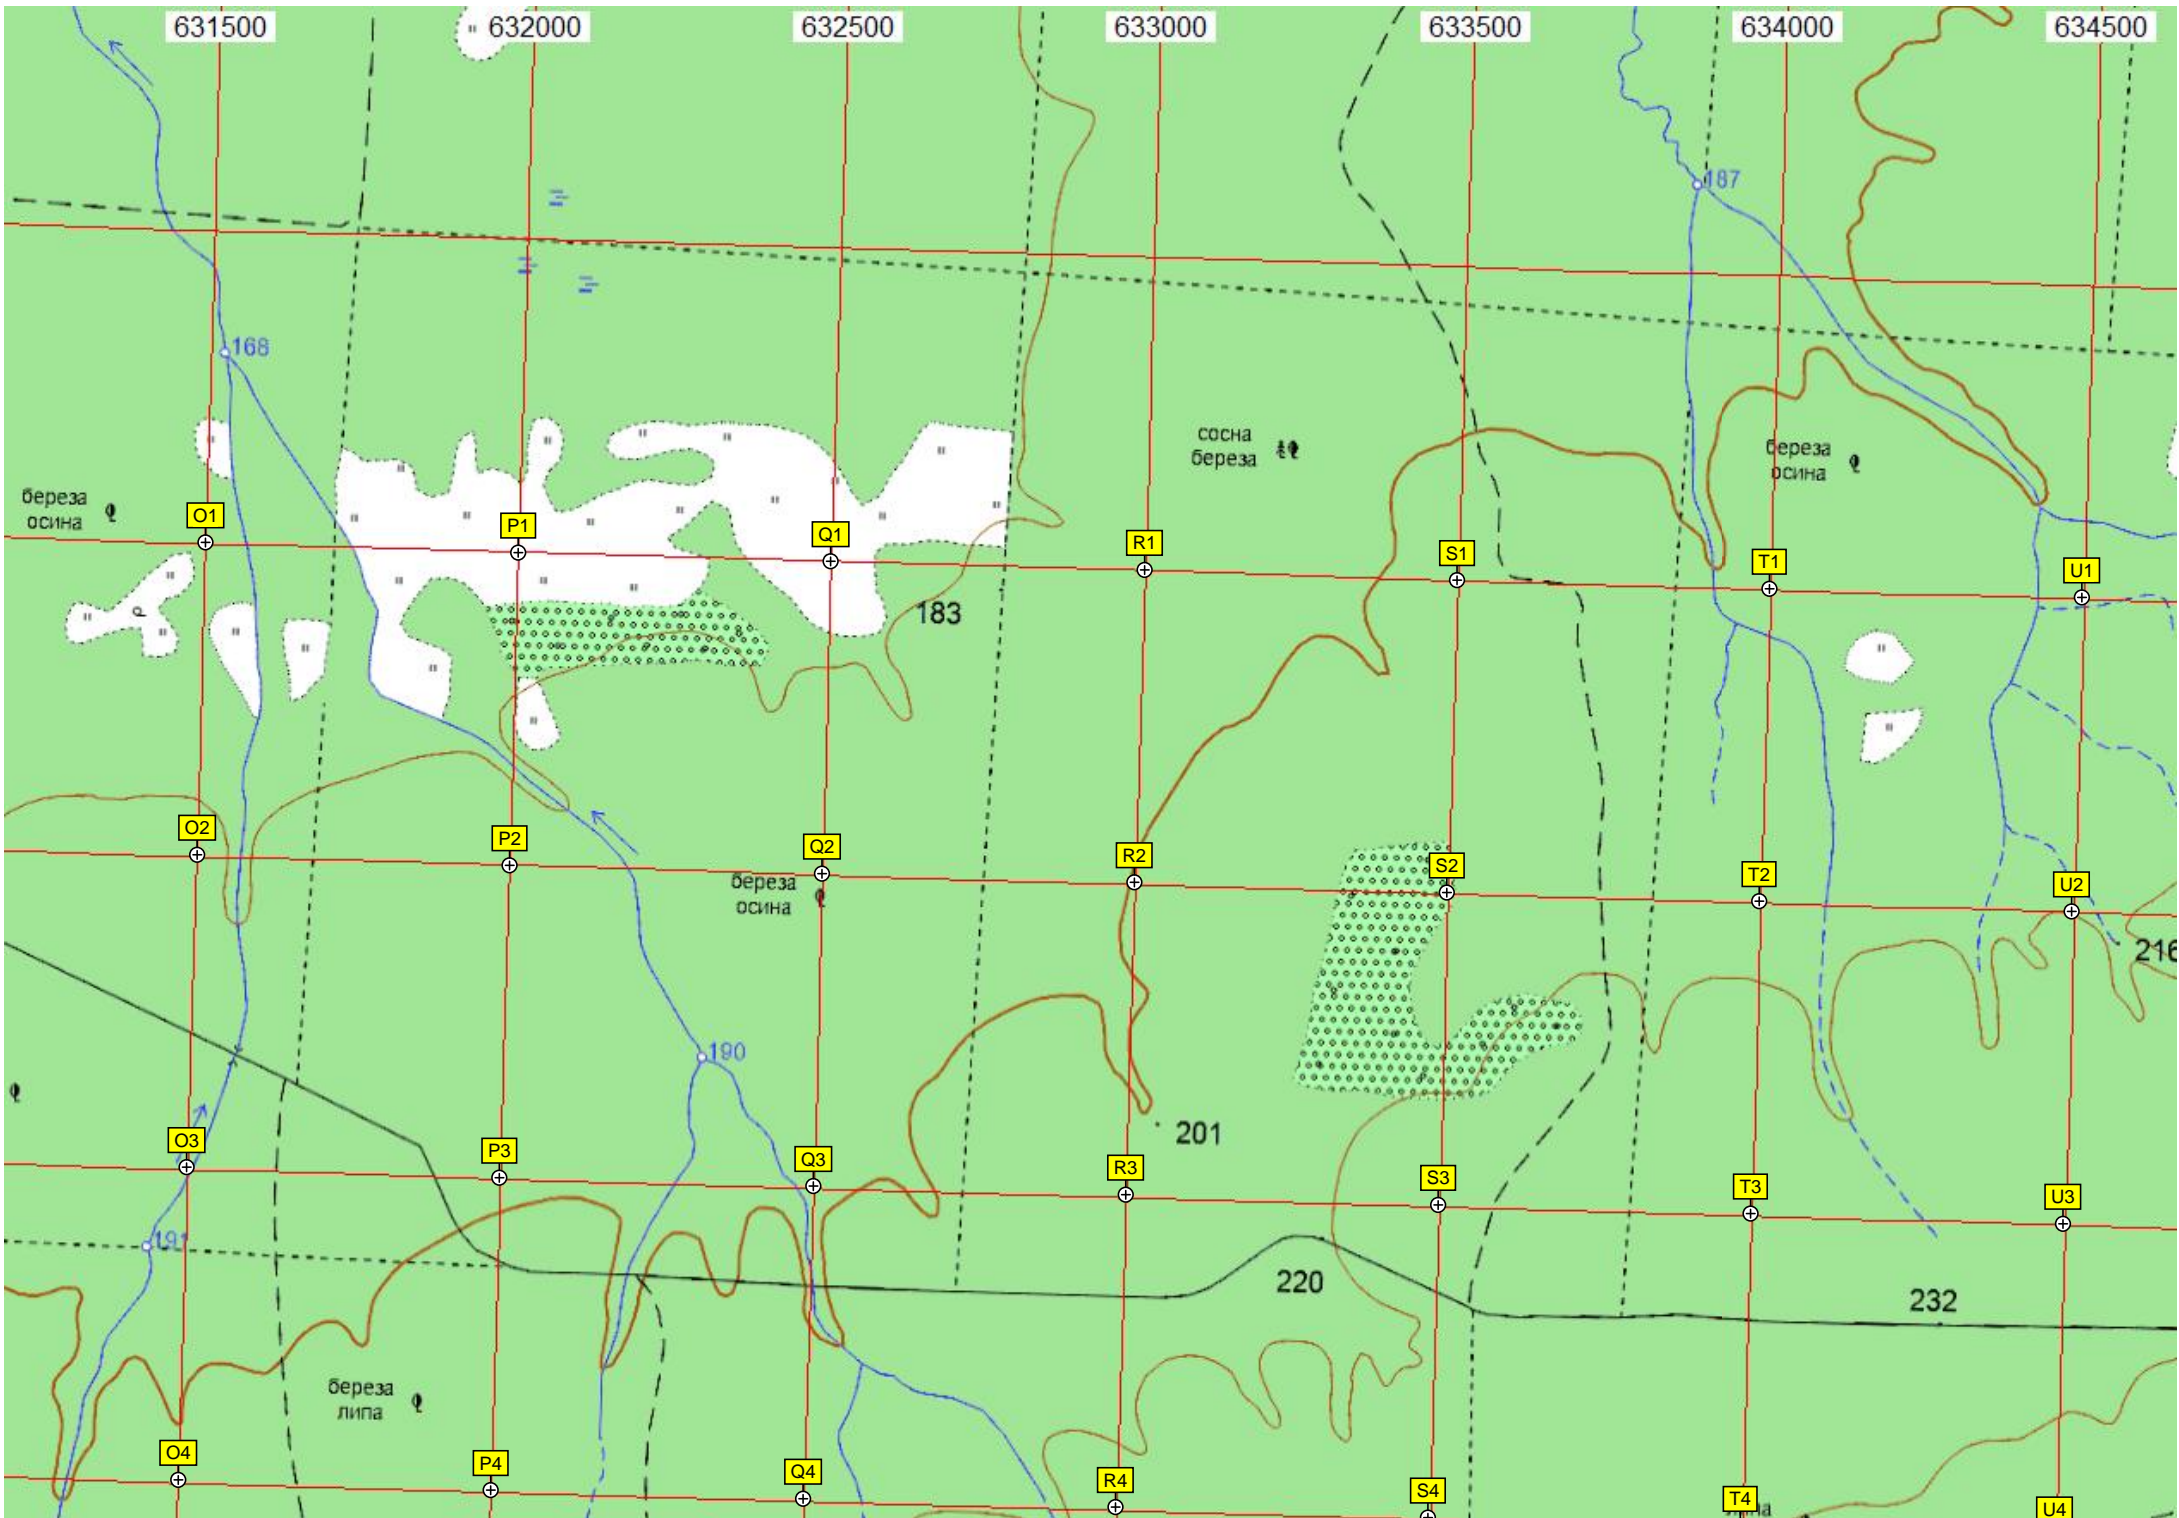 631500 632000 632500 633000 633500 634000 634500
187
168
сосна
береза
береза
осина
береза
осина
O1 P1 Q1 R1 S1 T1 U1
183
O2 P2 Q2 R2 S2 T2 U2
береза
осина
216
190
201
O3 P3 Q3 R3 S3 T3 U3
191
220
232
береза
липа
O4 P4 Q4 R4 S4 T4 U4